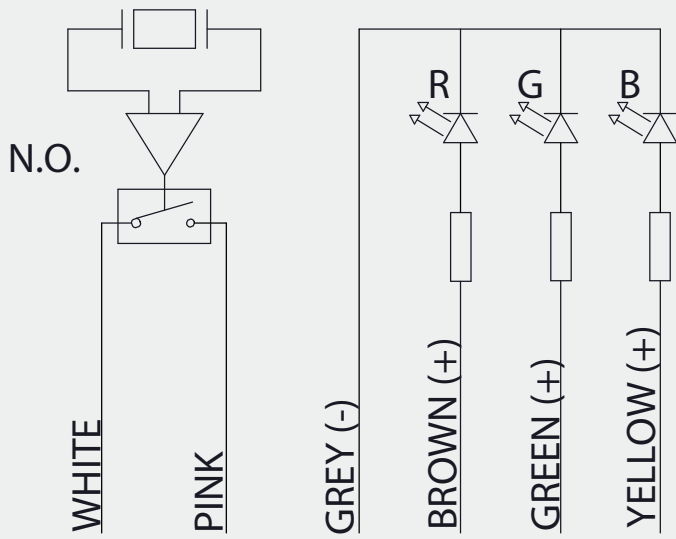 R
G
B
N.O.
WHITE
PINK
GREY (-)
BROWN (+)
GREEN (+)
YELLOW (+)